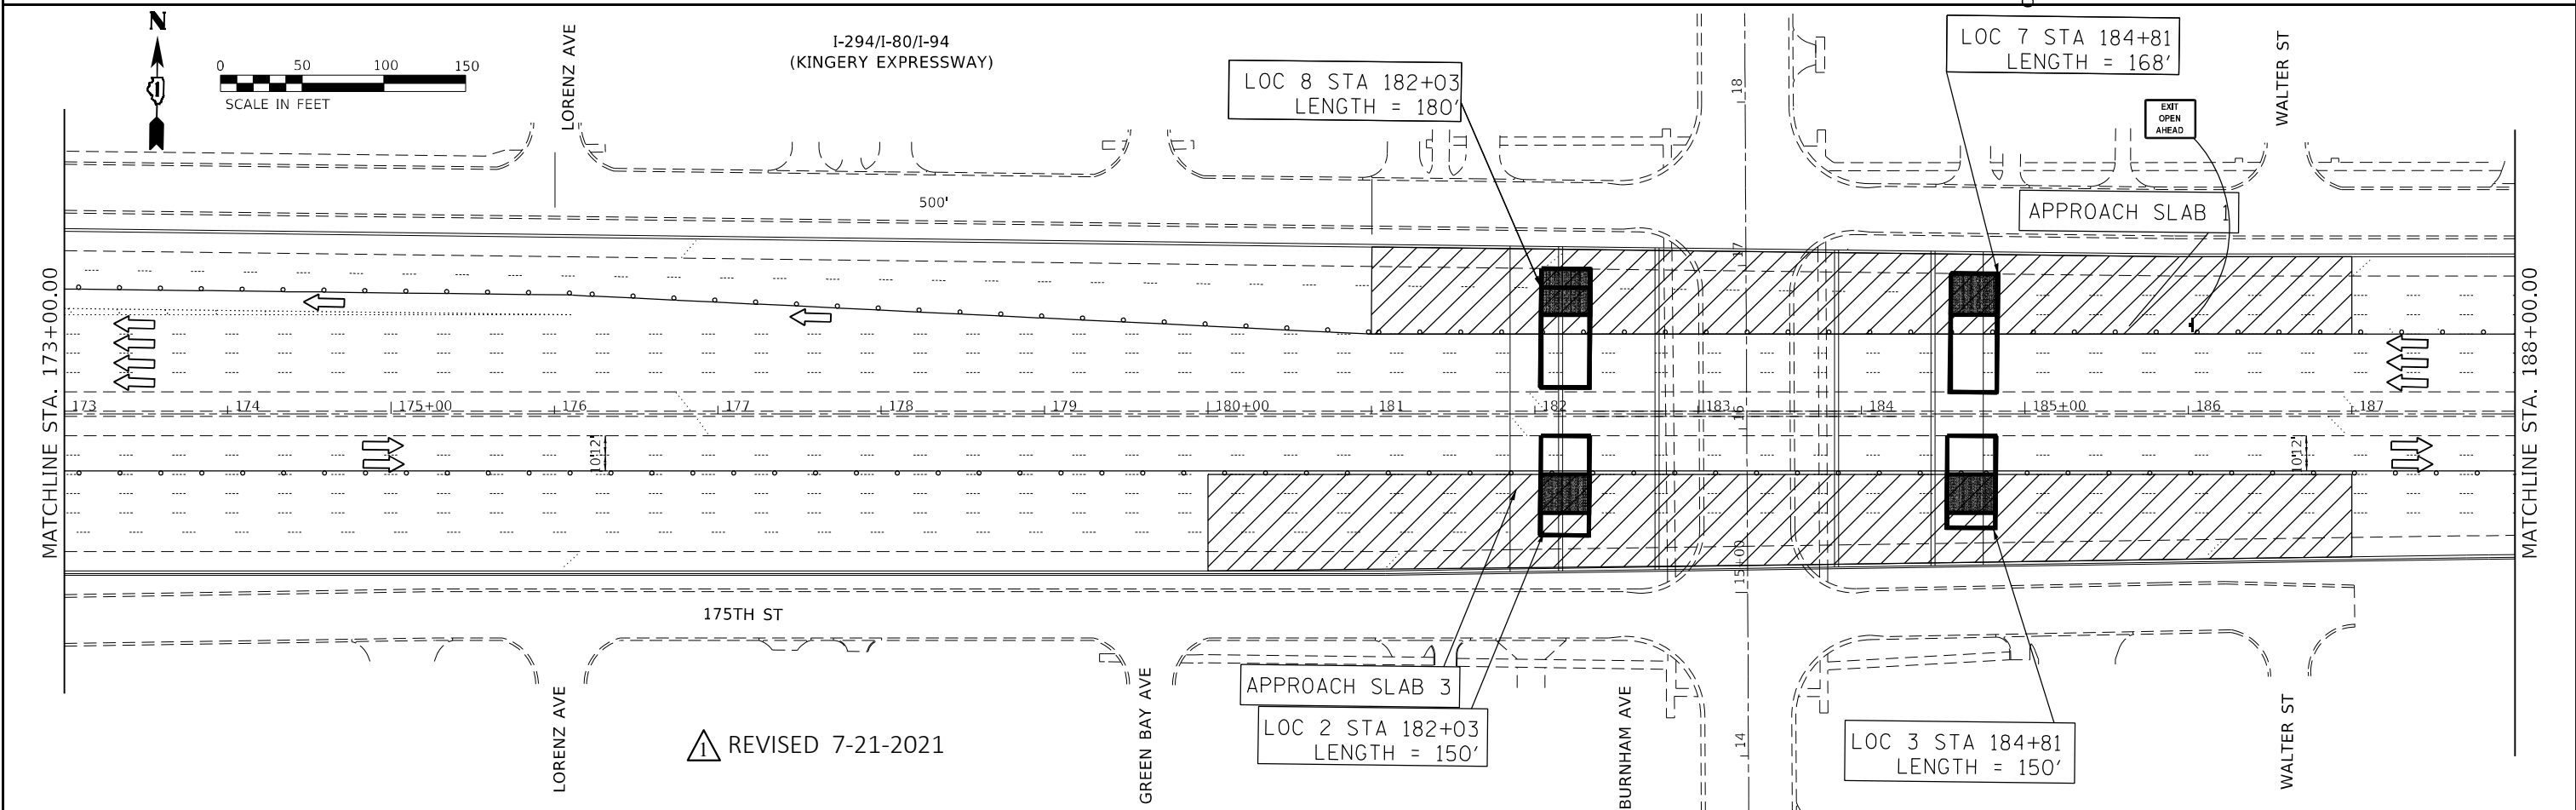 N
0 50 100 150
SCALE IN FEET
LORENZ AVE
I-294/I-80/I-94
(KINGERY EXPRESSWAY)
LOC 8 STA 182+03
LENGTH = 180'
18
LOC 7 STA 184+81
LENGTH = 168'
EXIT
OPEN
AHEAD
WALTER ST
APPROACH SLAB 1
500'
17
MATCHLINE STA. 173+00.00
MATCHLINE STA. 188+00.00
173 174 175+00 176 177 178 179 180+00 181 182 183 184 185+00 186 187
16
10'12'
10'12'
15+00
175TH ST
APPROACH SLAB 3
LOC 2 STA 182+03
LENGTH = 150'
LOC 3 STA 184+81
LENGTH = 150'
14
LORENZ AVE
1 REVISED 7-21-2021
GREEN BAY AVE
BURNHAM AVE
WALTER ST